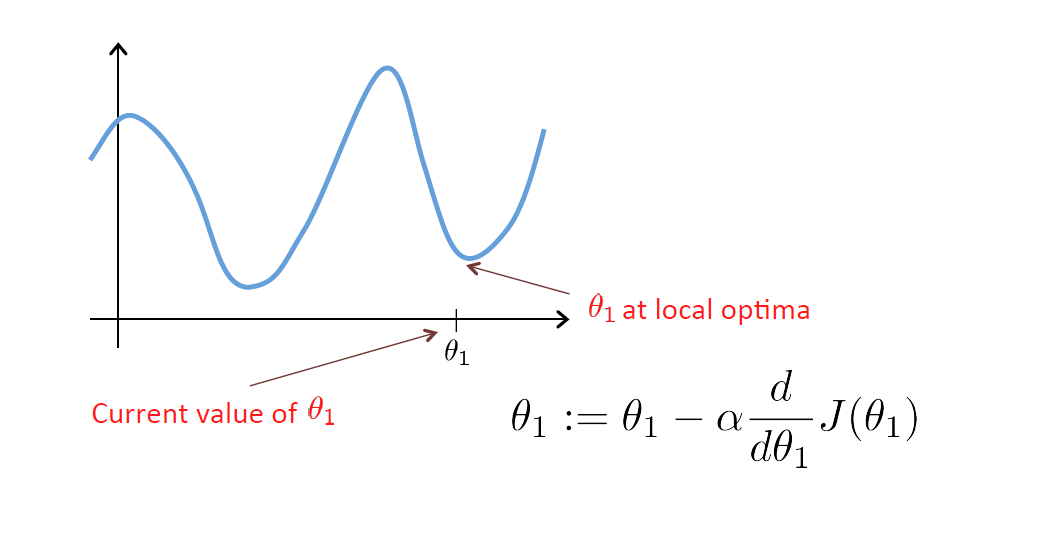 θ₁ at local optima
θ₁
Current value of θ₁
θ₁ := θ₁ − α d/dθ₁ J(θ₁)